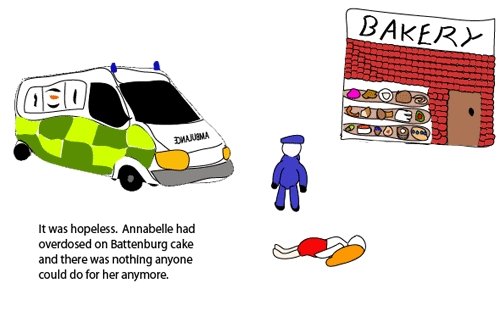 BAKERY
AMBULANCE
It was hopeless. Annabelle had
overdosed on Battenburg cake
and there was nothing anyone
could do for her anymore.